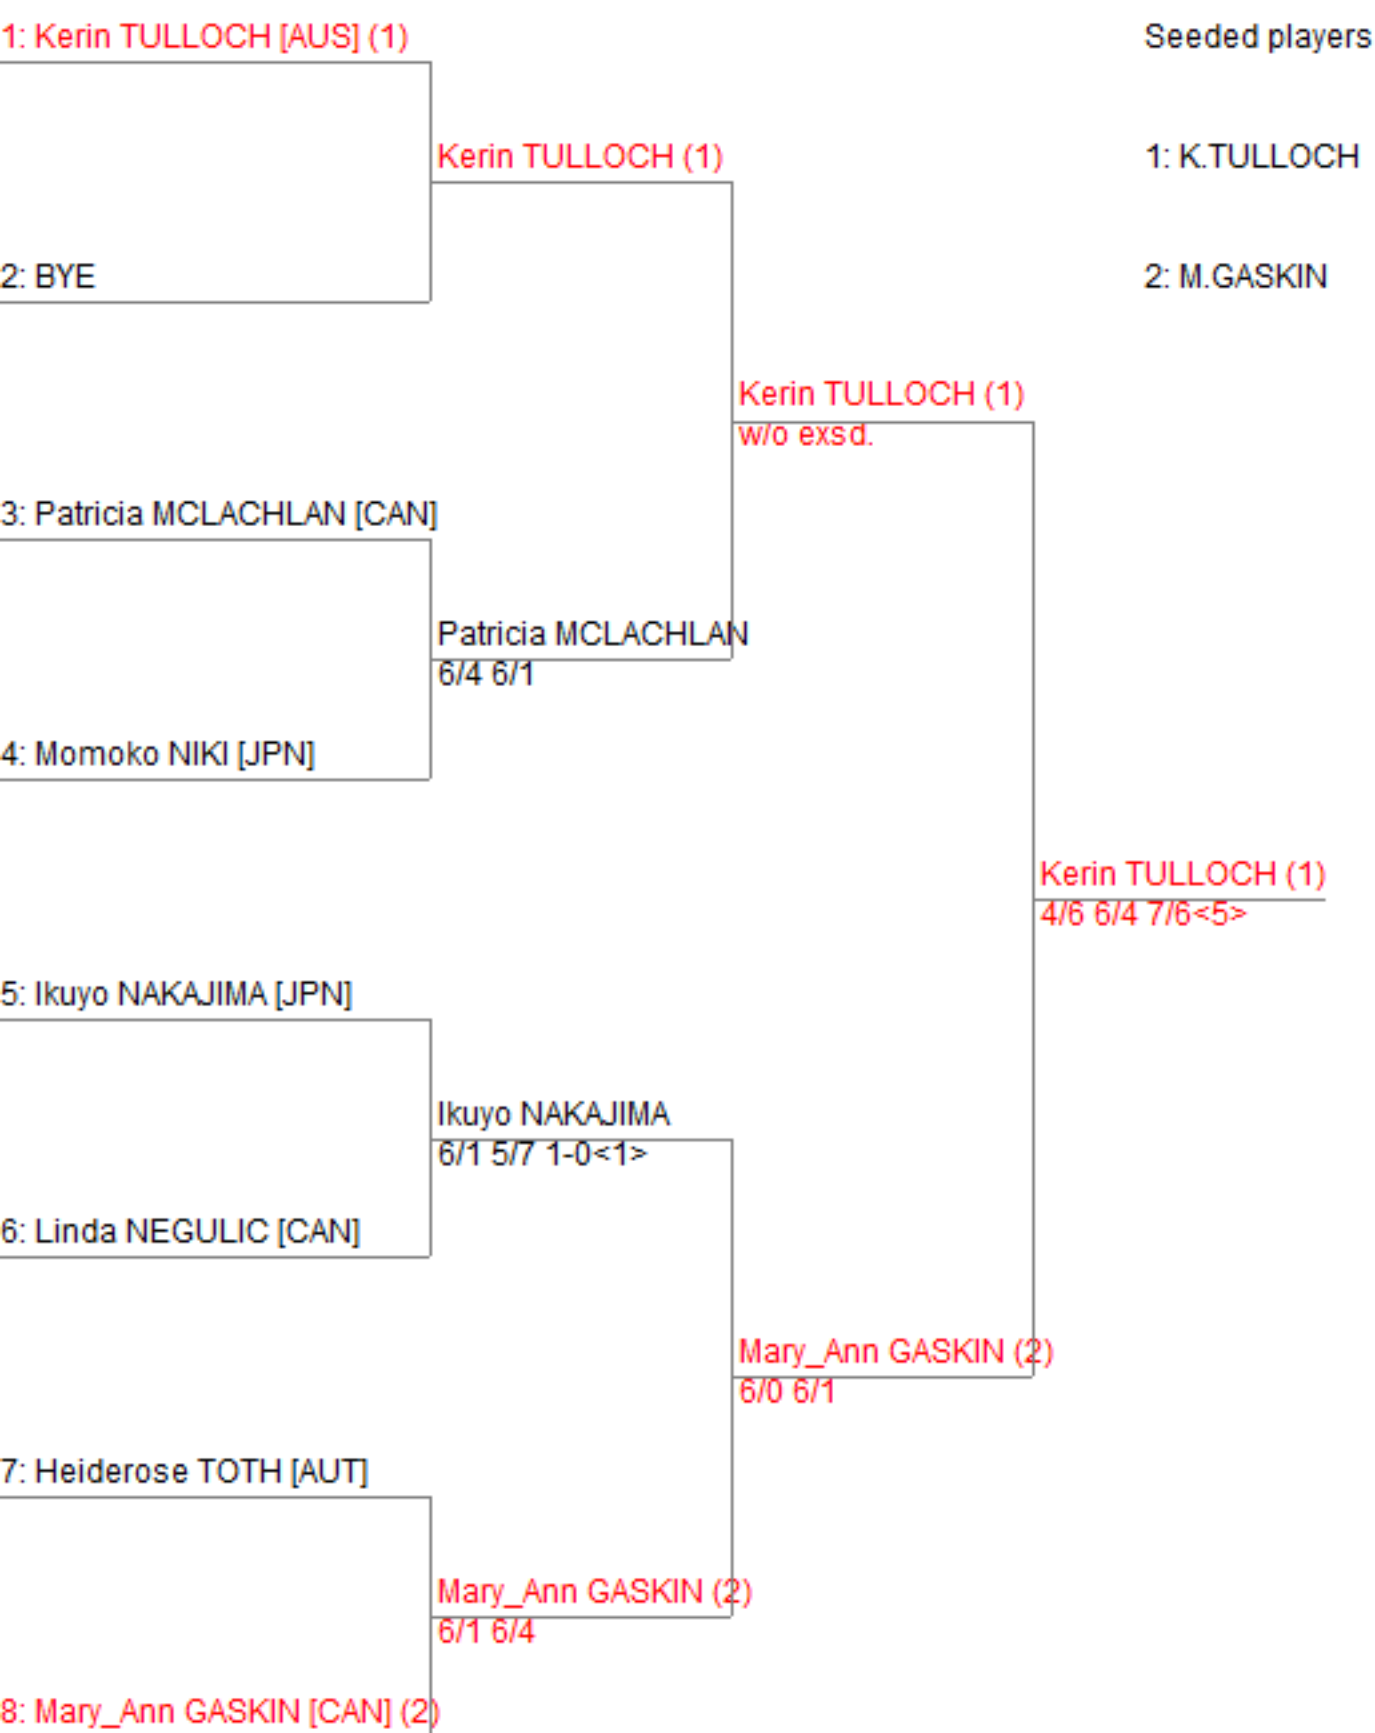 1: Kerin TULLOCH [AUS] (1)
Seeded players
Kerin TULLOCH (1)
1: K.TULLOCH
2: BYE
2: M.GASKIN
Kerin TULLOCH (1)
w/o exsd.
3: Patricia MCLACHLAN [CAN]
Patricia MCLACHLAN
6/4 6/1
4: Momoko NIKI [JPN]
Kerin TULLOCH (1)
4/6 6/4 7/6<5>
5: Ikuyo NAKAJIMA [JPN]
Ikuyo NAKAJIMA
6/1 5/7 1-0<1>
6: Linda NEGULIC [CAN]
Mary_Ann GASKIN (2)
6/0 6/1
7: Heiderose TOTH [AUT]
Mary_Ann GASKIN (2)
6/1 6/4
8: Mary_Ann GASKIN [CAN] (2)